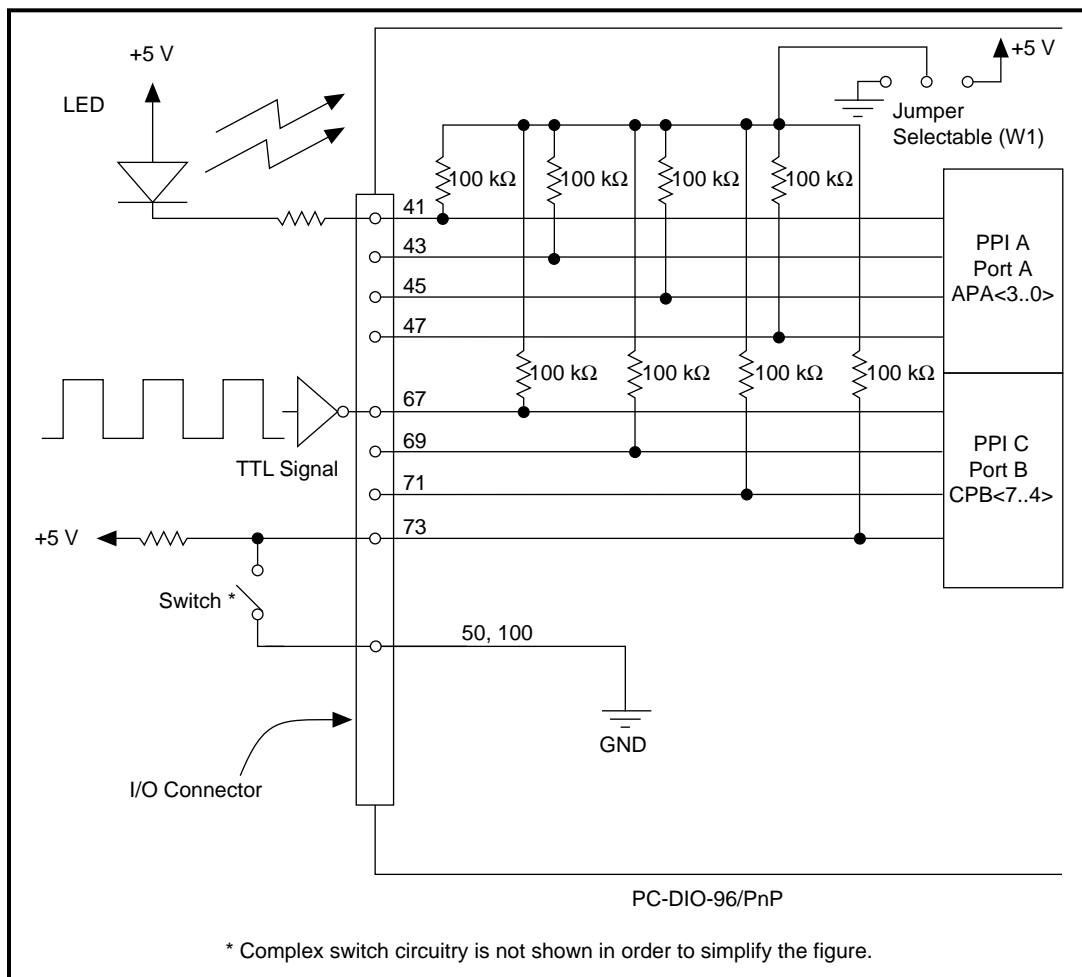 +5 V
LED
+5 V
Jumper
Selectable (W1)
100 kΩ
100 kΩ
100 kΩ
100 kΩ
41
43
45
47
PPI A
Port A
APA<3..0>
100 kΩ
100 kΩ
100 kΩ
100 kΩ
67
69
71
73
TTL Signal
PPI C
Port B
CPB<7..4>
+5 V
Switch *
50, 100
GND
I/O Connector
PC-DIO-96/PnP
* Complex switch circuitry is not shown in order to simplify the figure.